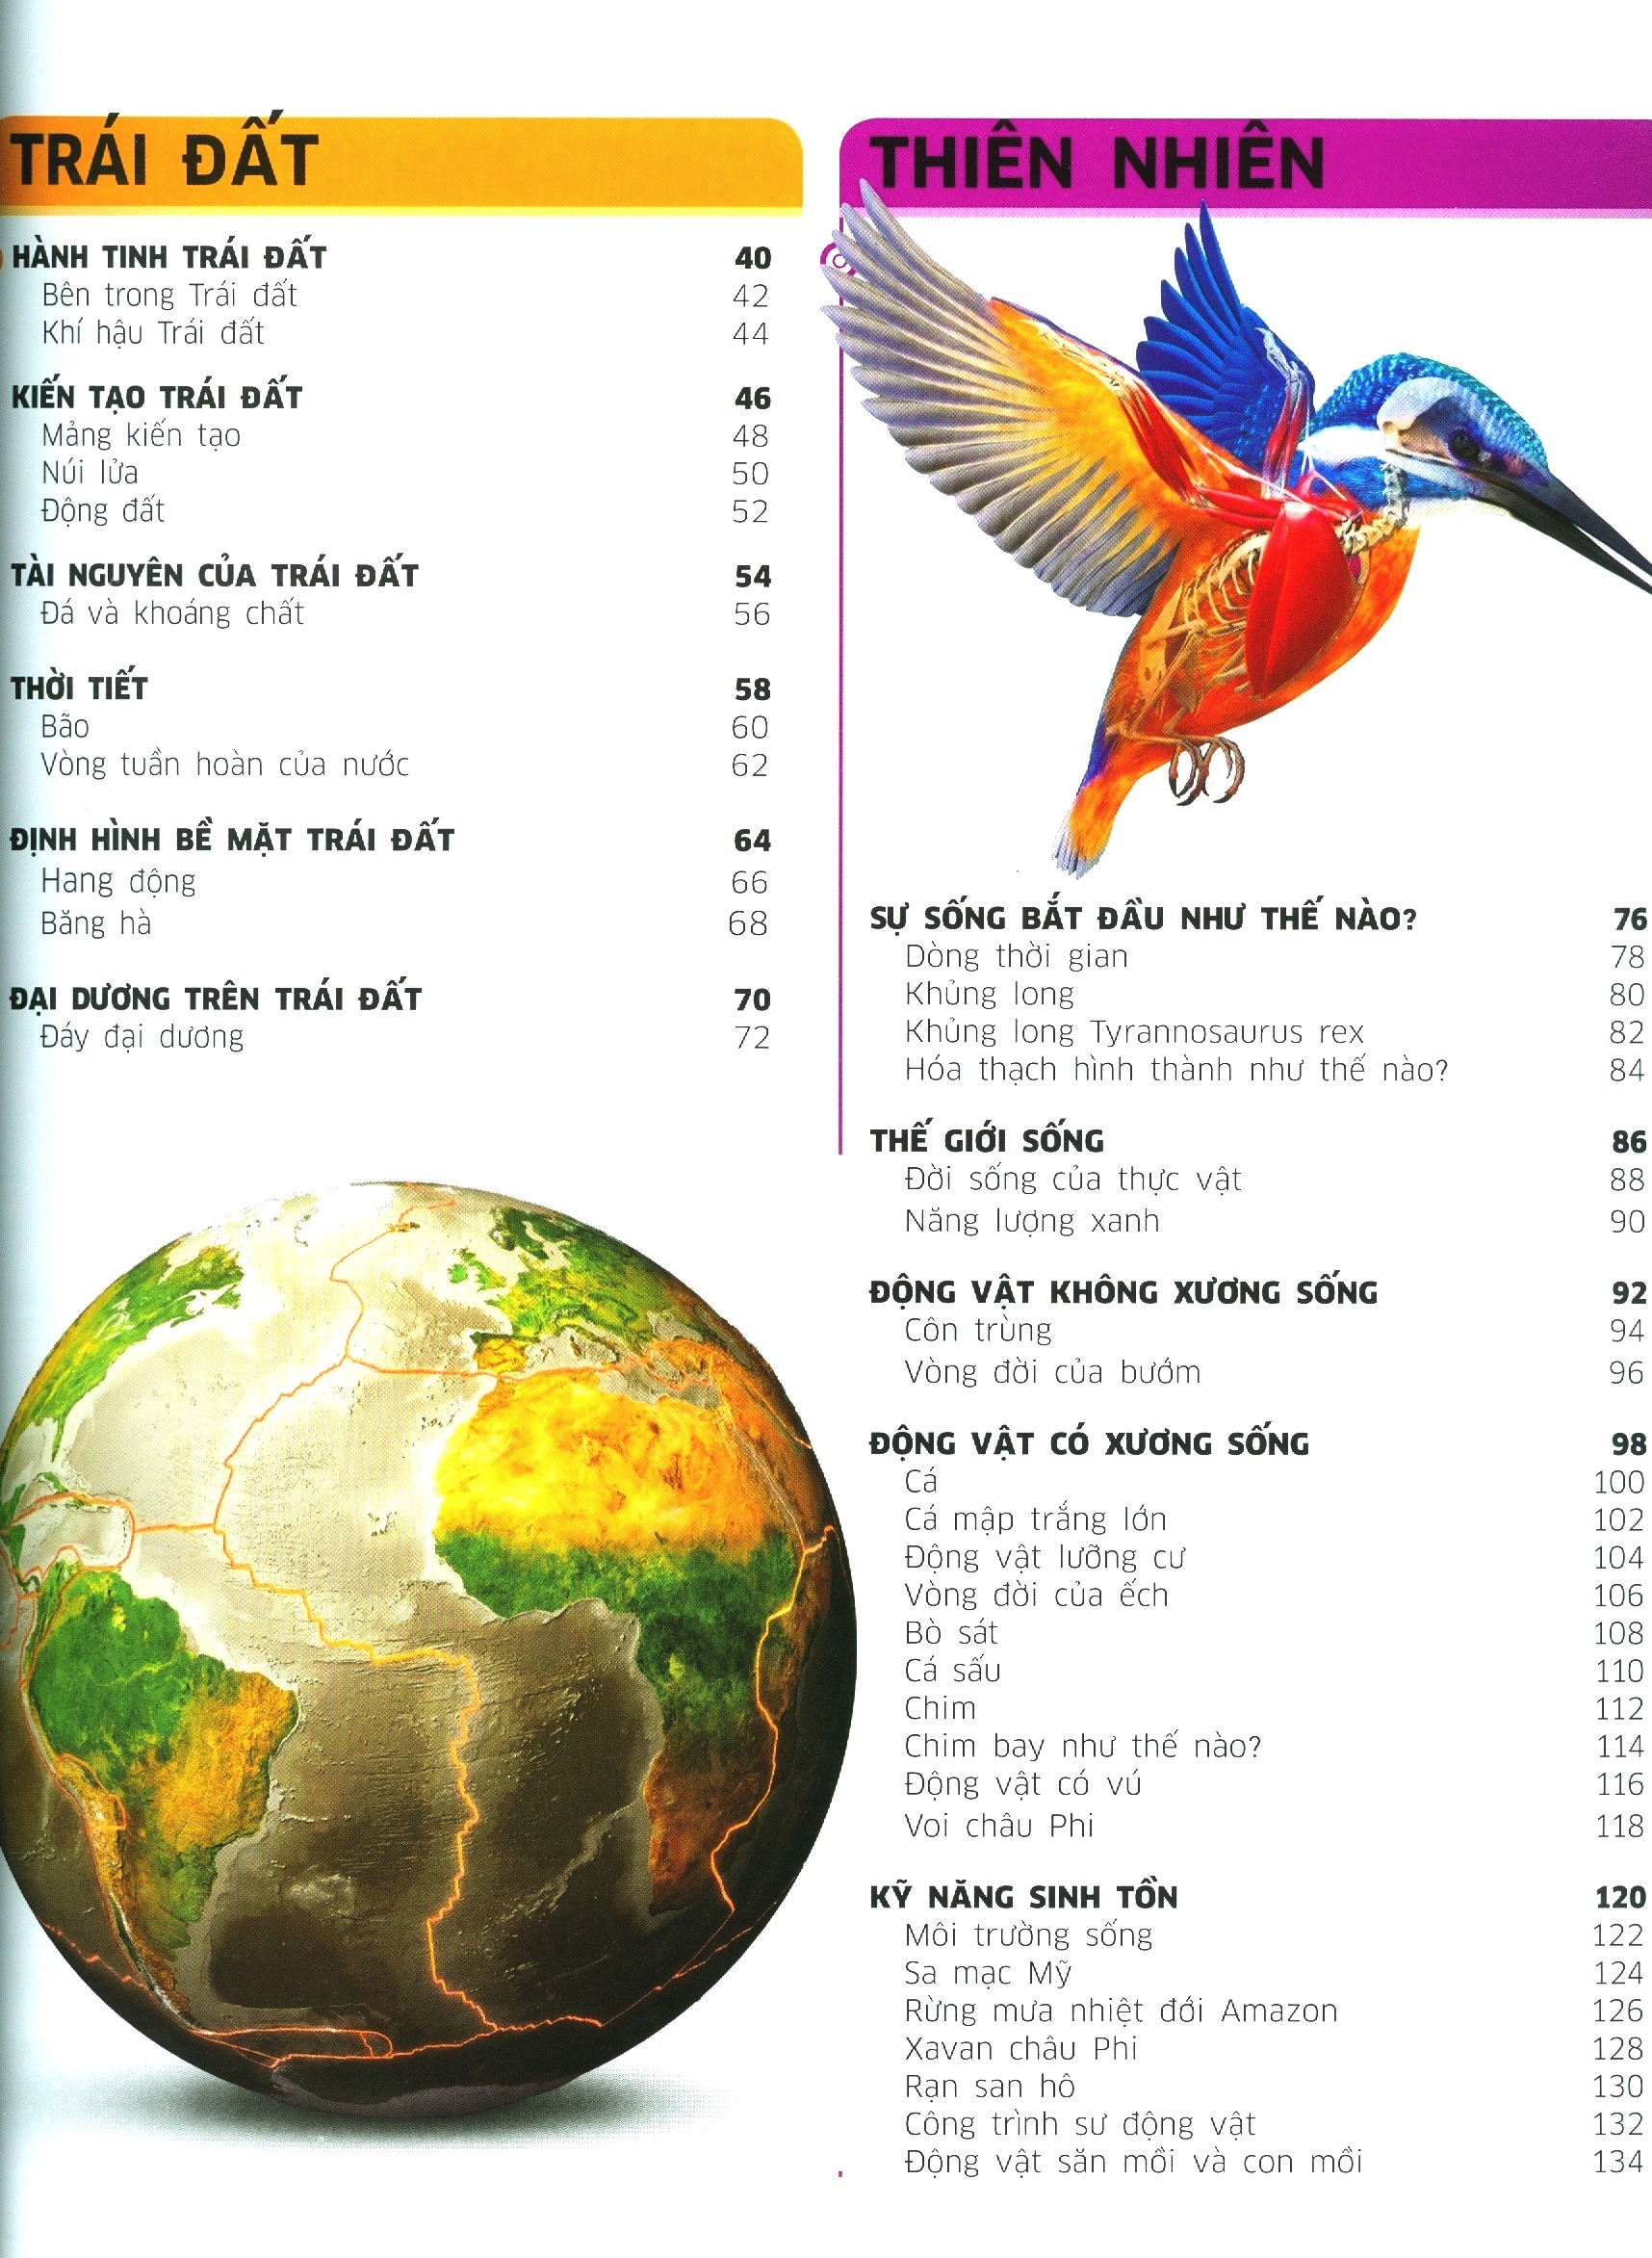 TRÁI ĐẤT
HÀNH TINH TRÁI ĐẤT 40
Bên trong Trái đất 42
Khí hậu Trái đất 44
KIẾN TẠO TRÁI ĐẤT 46
Mảng kiến tạo 48
Núi lửa 50
Động đất 52
TÀI NGUYÊN CỦA TRÁI ĐẤT 54
Đá và khoáng chất 56
THỜI TIẾT 58
Bão 60
Vòng tuần hoàn của nước 62
ĐỊNH HÌNH BỀ MẶT TRÁI ĐẤT 64
Hang động 66
Băng hà 68
ĐẠI DƯƠNG TRÊN TRÁI ĐẤT 70
Đáy đại dương 72
THIÊN NHIÊN
SỰ SỐNG BẮT ĐẦU NHƯ THẾ NÀO? 76
Dòng thời gian 78
Khủng long 80
Khủng long Tyrannosaurus rex 82
Hóa thạch hình thành như thế nào? 84
THẾ GIỚI SỐNG 86
Đời sống của thực vật 88
Năng lượng xanh 90
ĐỘNG VẬT KHÔNG XƯƠNG SỐNG 92
Côn trùng 94
Vòng đời của bướm 96
ĐỘNG VẬT CÓ XƯƠNG SỐNG 98
Cá 100
Cá mập trắng lớn 102
Động vật lưỡng cư 104
Vòng đời của ếch 106
Bò sát 108
Cá sấu 110
Chim 112
Chim bay như thế nào? 114
Động vật có vú 116
Voi châu Phi 118
KỸ NĂNG SINH TỒN 120
Môi trường sống 122
Sa mạc Mỹ 124
Rừng mưa nhiệt đới Amazon 126
Xavan châu Phi 128
Rạn san hô 130
Công trình sư động vật 132
Động vật săn mồi và con mồi 134